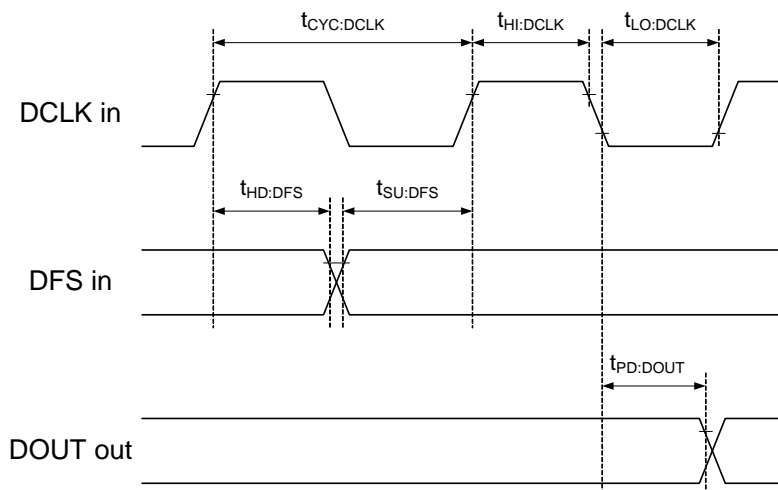 tCYC:DCLK tHI:DCLK tLO:DCLK
DCLK in
tHD:DFS tSU:DFS
DFS in
tPD:DOUT
DOUT out